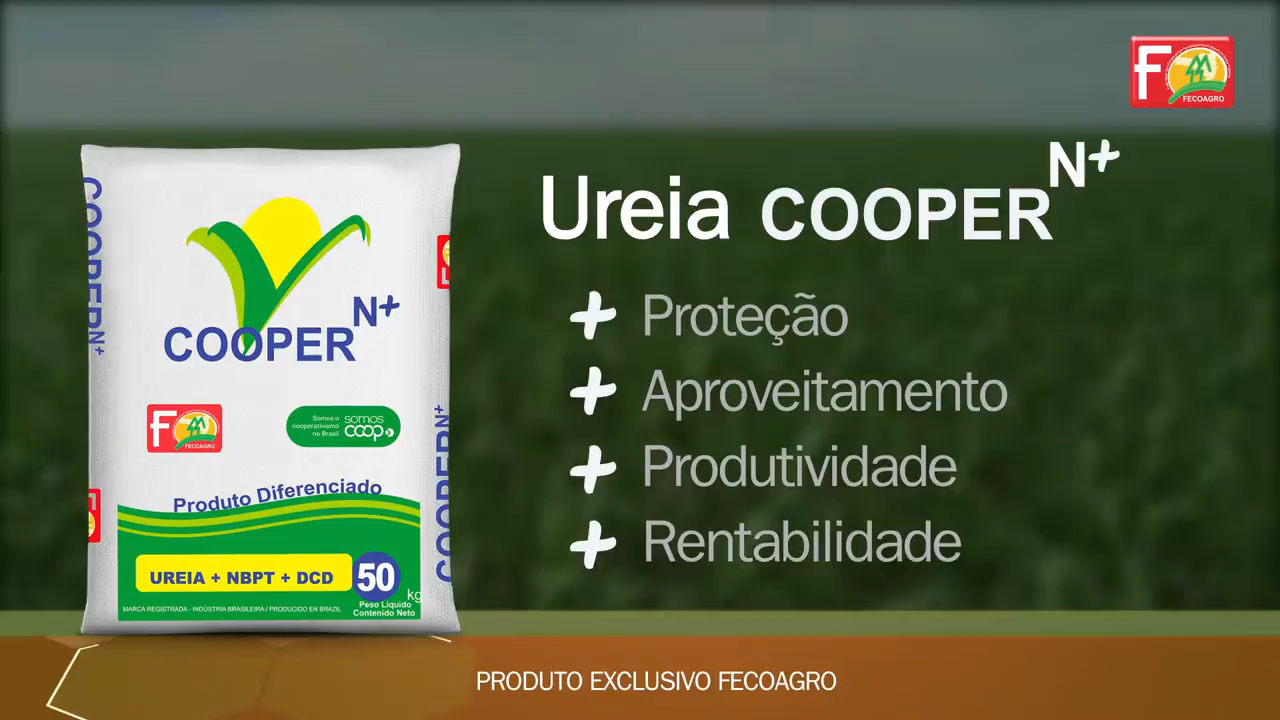 F
FECOAGRO
Ureia COOPER N+
+ Proteção
+ Aproveitamento
+ Produtividade
+ Rentabilidade
COOPER N+
COOPER N+
F
FECOAGRO
Somos o
cooperativismo
no Brasil
somos
coop
COOPER N+
Produto Diferenciado
UREIA + NBPT + DCD
50
kg
Peso Líquido
Contenido Neto
MARCA REGISTRADA - INDÚSTRIA BRASILEIRA / PRODUCIDO EN BRAZIL
PRODUTO EXCLUSIVO FECOAGRO